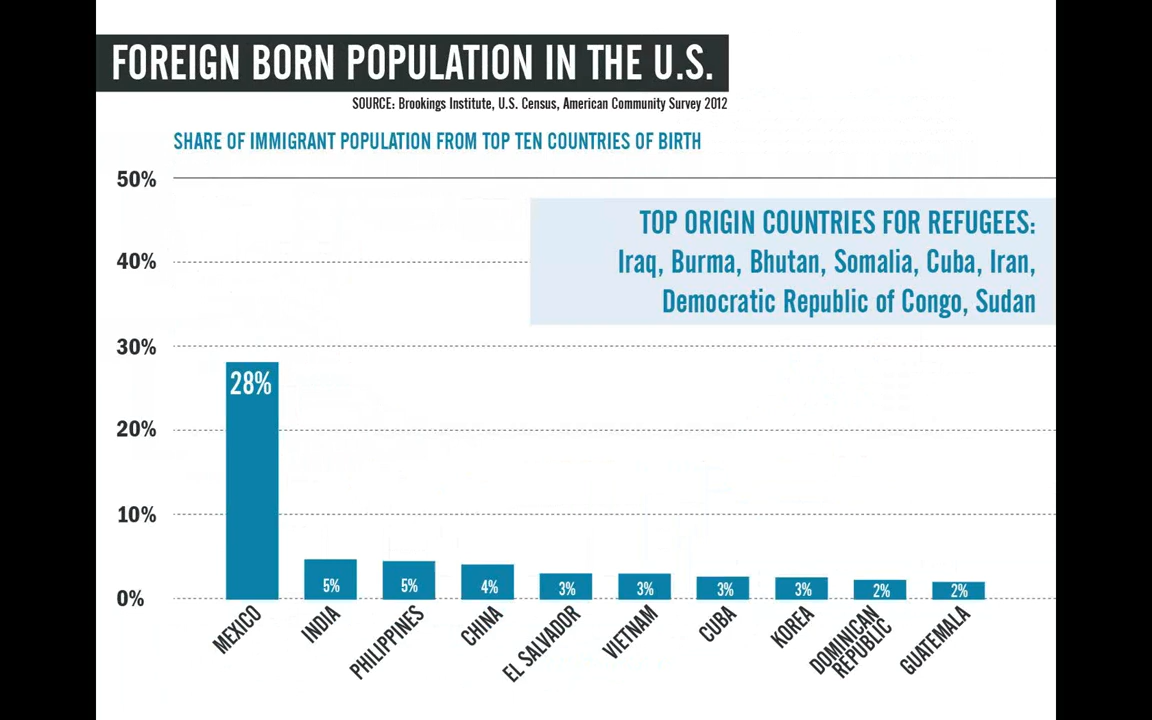 FOREIGN BORN POPULATION IN THE U.S.
SOURCE: Brookings Institute, U.S. Census, American Community Survey 2012
SHARE OF IMMIGRANT POPULATION FROM TOP TEN COUNTRIES OF BIRTH
50%
TOP ORIGIN COUNTRIES FOR REFUGEES:
Iraq, Burma, Bhutan, Somalia, Cuba, Iran,
Democratic Republic of Congo, Sudan
40%
30%
20%
10%
0%
28%
5%
5%
4%
3%
3%
3%
3%
2%
2%
MEXICO
INDIA
PHILIPPINES
CHINA
EL SALVADOR
VIETNAM
CUBA
KOREA
DOMINICAN
REPUBLIC
GUATEMALA